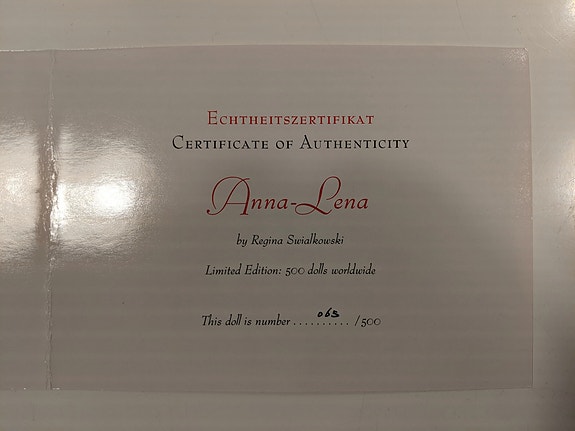 Echtheitszertifikat
Certificate of Authenticity
Anna-Lena
by Regina Swialkowski
Limited Edition: 500 dolls worldwide
This doll is number .......... /500
063